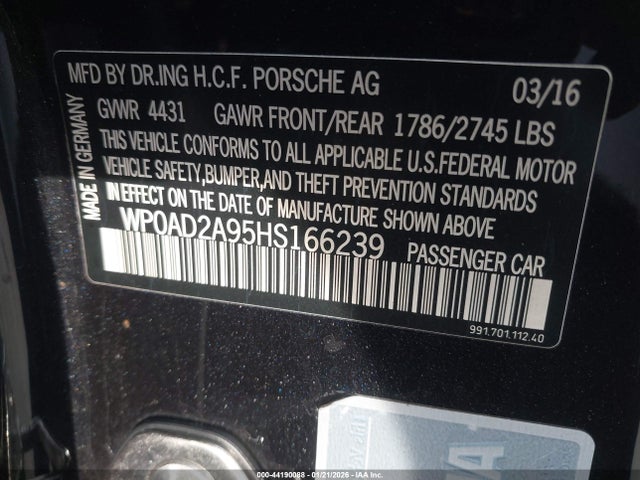 MFD BY DR.ING H.C.F. PORSCHE AG 03/16
GVWR 4431 GAWR FRONT/REAR 1786/2745 LBS
THIS VEHICLE CONFORMS TO ALL APPLICABLE U.S.FEDERAL MOTOR
VEHICLE SAFETY,BUMPER,AND THEFT PREVENTION STANDARDS
IN EFFECT ON THE DATE OF MANUFACTURE SHOWN ABOVE
WP0AD2A95HS166239 PASSENGER CAR
991.701.112.40
MADE IN GERMANY
000-44190088 - 01/21/2026 - IAA Inc.